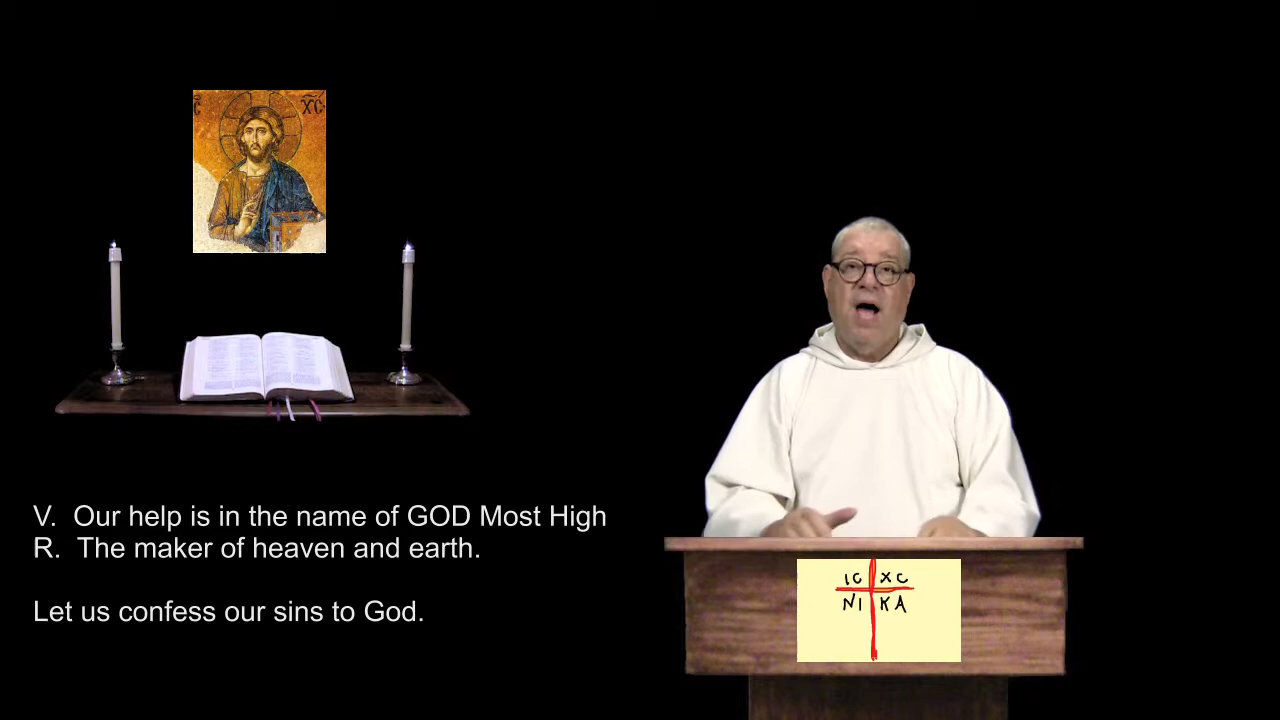 C XC
V. Our help is in the name of GOD Most High
R. The maker of heaven and earth.
Let us confess our sins to God.
IC XC
NI KA